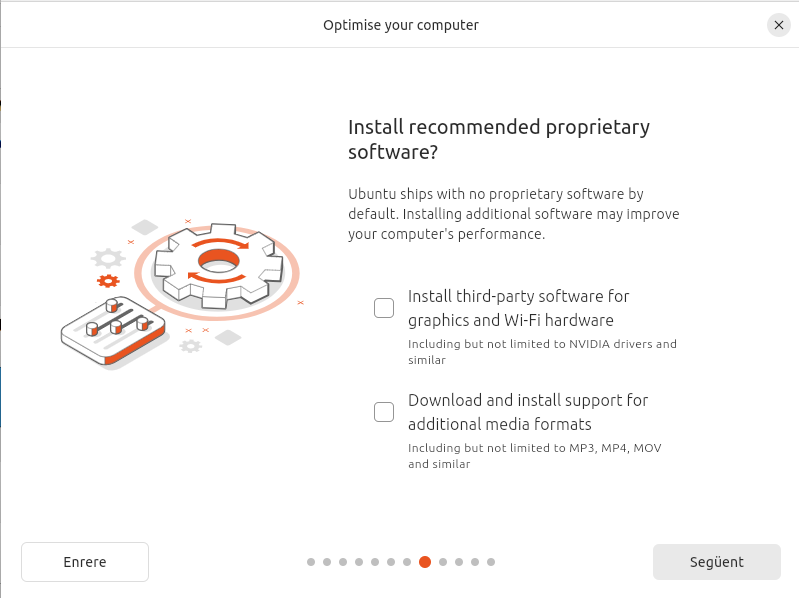 Optimise your computer
Install recommended proprietary
software?
Ubuntu ships with no proprietary software by
default. Installing additional software may improve
your computer's performance.
Install third-party software for
graphics and Wi-Fi hardware
Including but not limited to NVIDIA drivers and
similar
Download and install support for
additional media formats
Including but not limited to MP3, MP4, MOV
and similar
Enrere
Següent